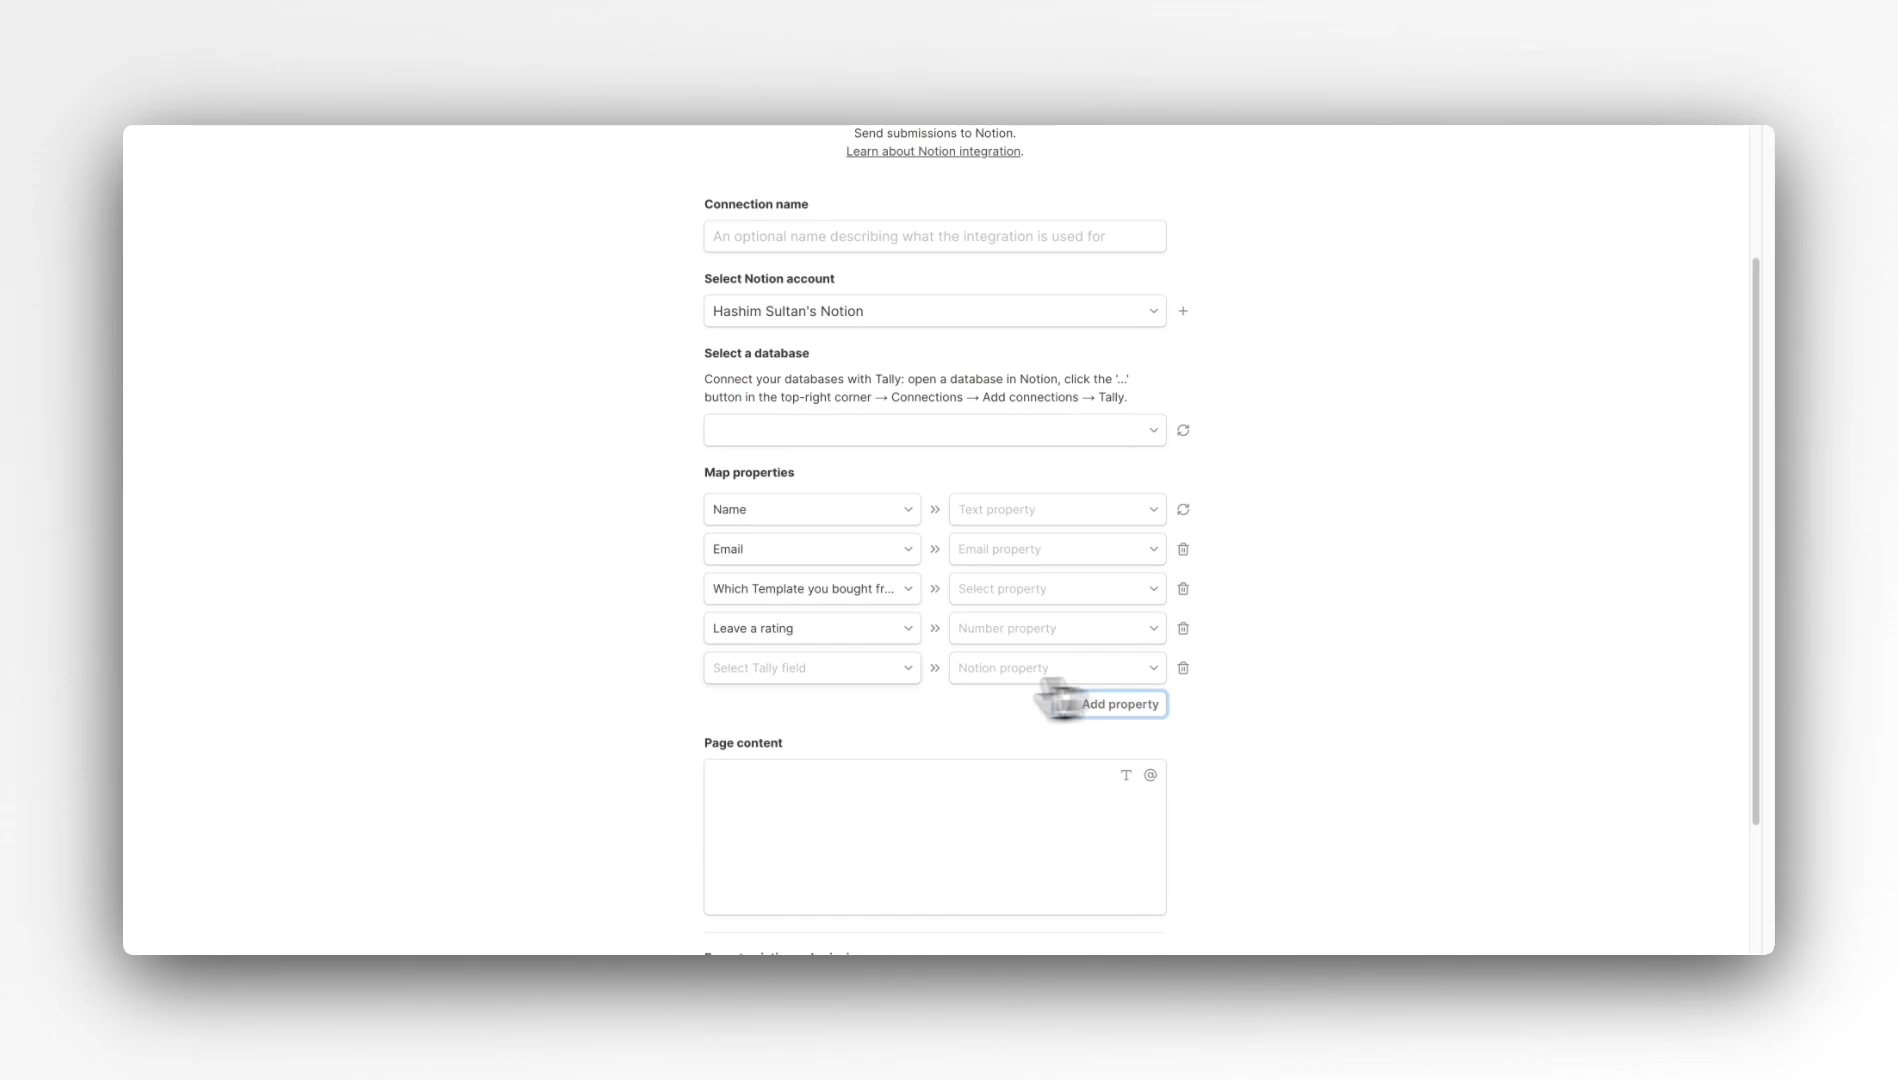 Send submissions to Notion.
Learn about Notion integration.
Connection name
An optional name describing what the integration is used for
Select Notion account
Hashim Sultan's Notion
Select a database
Connect your databases with Tally: open a database in Notion, click the '...'
button in the top-right corner → Connections → Add connections → Tally.
Map properties
Name » Text property
Email » Email property
Which Template you bought fr... » Select property
Leave a rating » Number property
Select Tally field » Notion property
Add property
Page content
T @